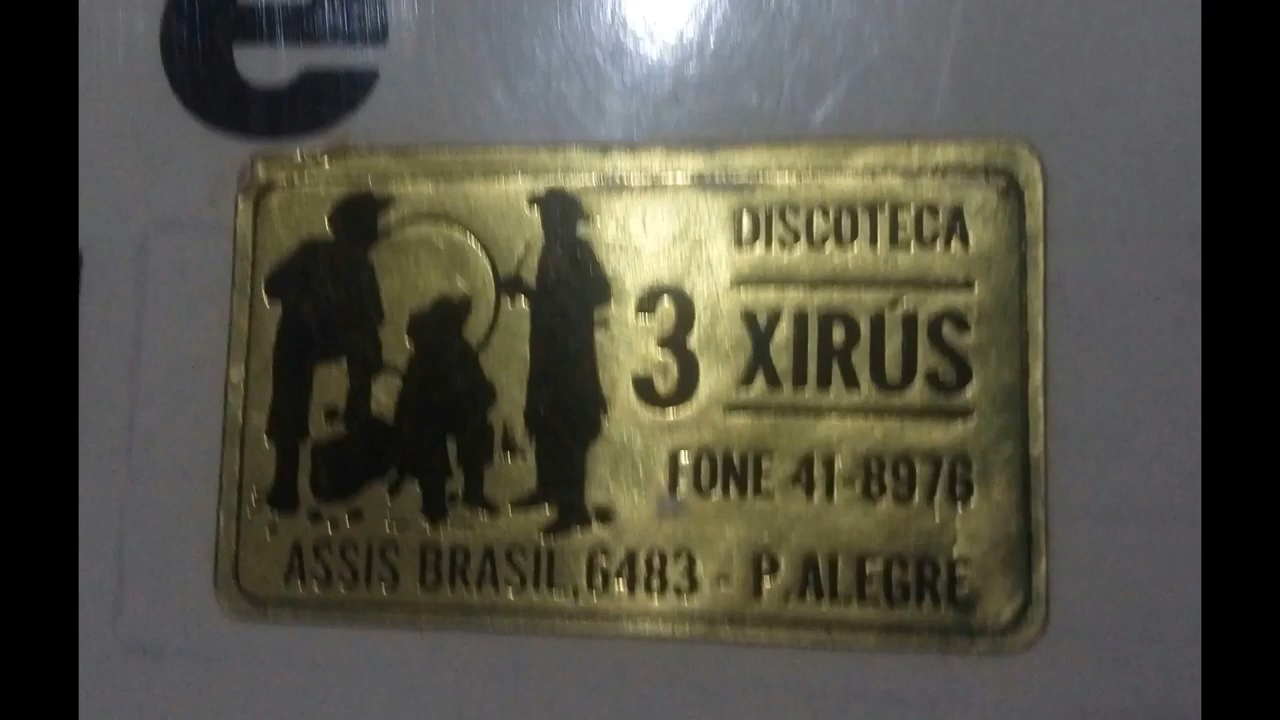 e
DISCOTECA
3 XIRÚS
FONE 41-8976
ASSIS BRASIL, 6483 - P. ALEGRE